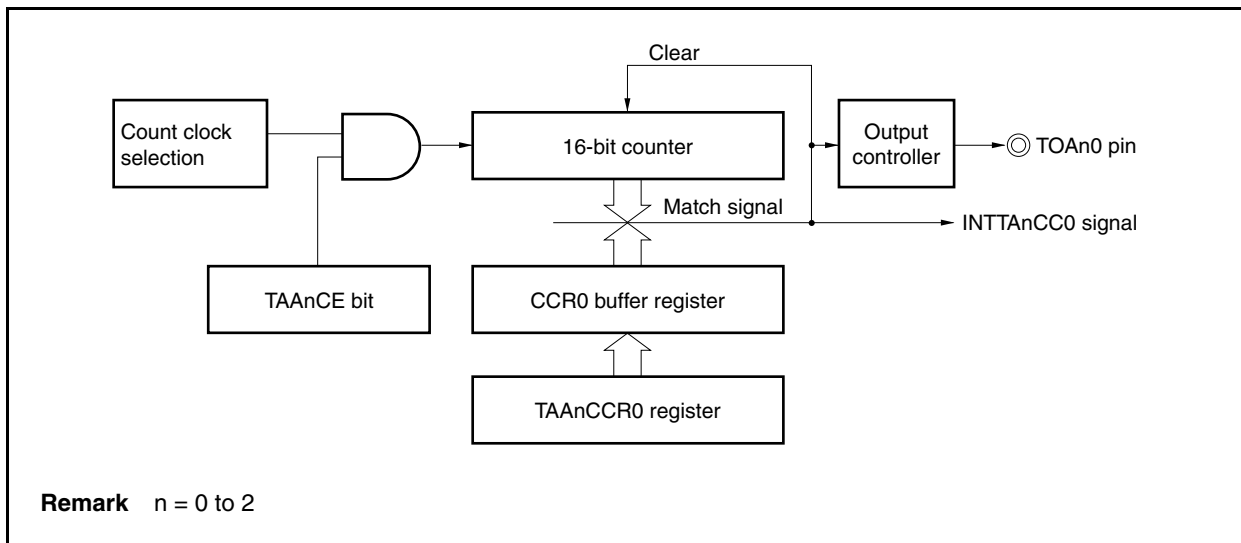 Clear
Count clock
selection
16-bit counter
Output
controller
TOAn0 pin
Match signal
INTTAnCC0 signal
TAAnCE bit
CCR0 buffer register
TAAnCCR0 register
Remark n = 0 to 2